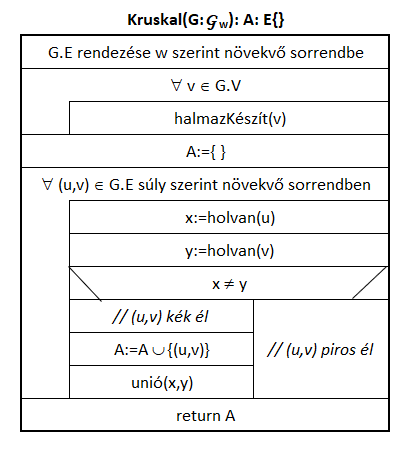 Kruskal(G:𝒢w): A: E{}
G.E rendezése w szerint növekvő sorrendbe
∀ v ∈ G.V
halmazKészít(v)
A:={ }
∀ (u,v) ∈ G.E súly szerint növekvő sorrendben
x:=holvan(u)
y:=holvan(v)
x ≠ y
// (u,v) kék él
A:=A ∪ {(u,v)}
unió(x,y)
// (u,v) piros él
return A